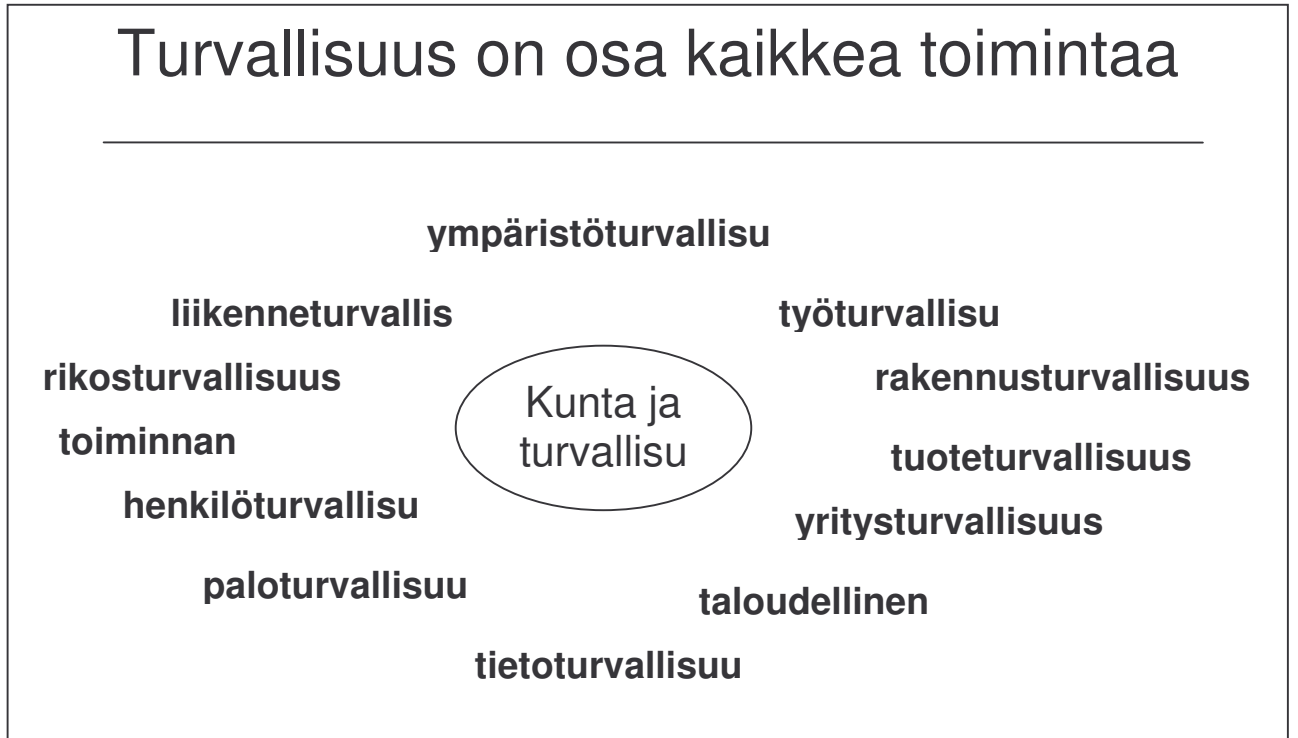 Turvallisuus on osa kaikkea toimintaa
ympäristöturvallisu
liikenneturvallis
työturvallisu
rikosturvallisuus
rakennusturvallisuus
Kunta ja
turvallisu
toiminnan
tuoteturvallisuus
henkilöturvallisu
yritysturvallisuus
paloturvallisuu
taloudellinen
tietoturvallisuu